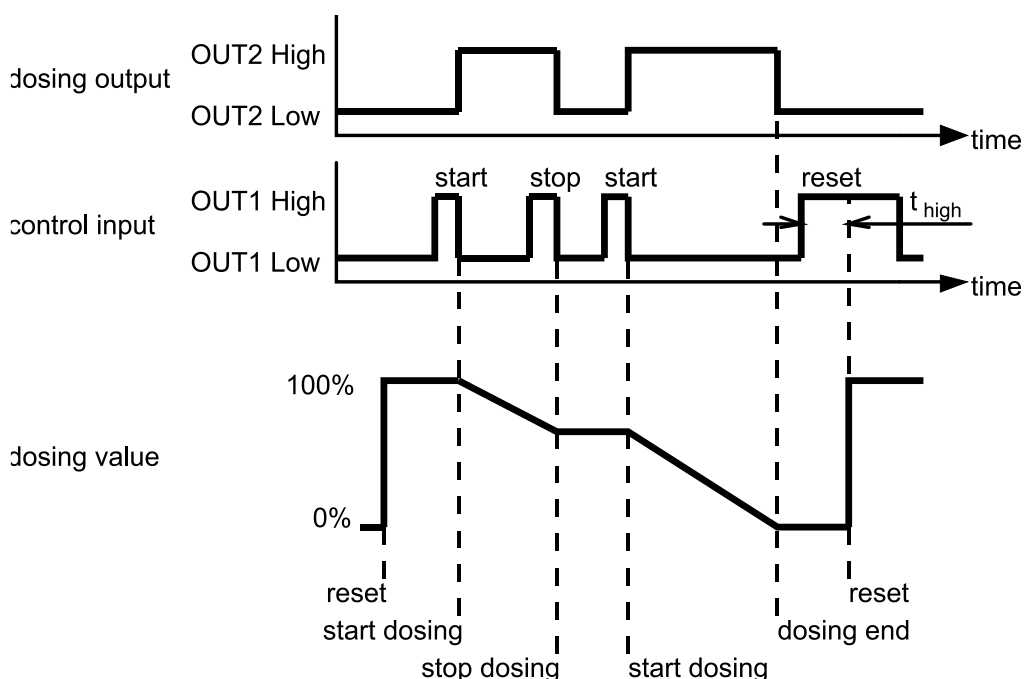 OUT2 High
dosing output
OUT2 Low
time
start stop start reset
OUT1 High
t high
control input
OUT1 Low
time
100%
dosing value
0%
reset reset
start dosing dosing end
stop dosing start dosing